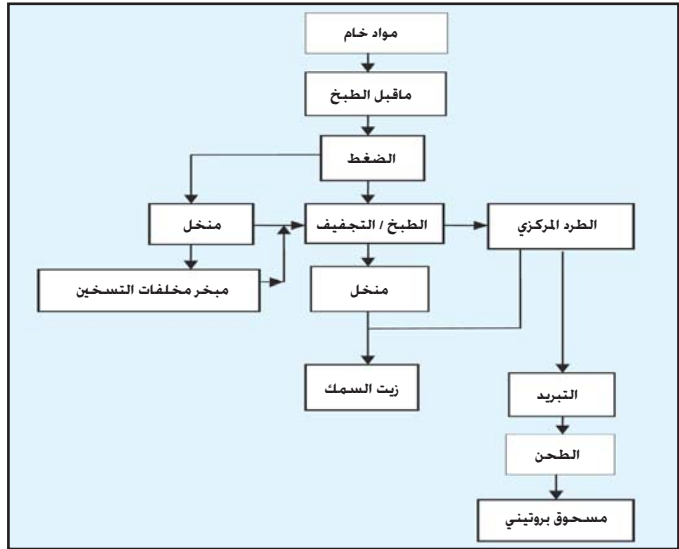 مواد خام
ماقبل الطبخ
الضغط
الطرد المركزي
الطبخ / التجفيف
منخل
منخل
مبخر مخلفات التسخين
زيت السمك
التبريد
الطحن
مسحوق بروتيني